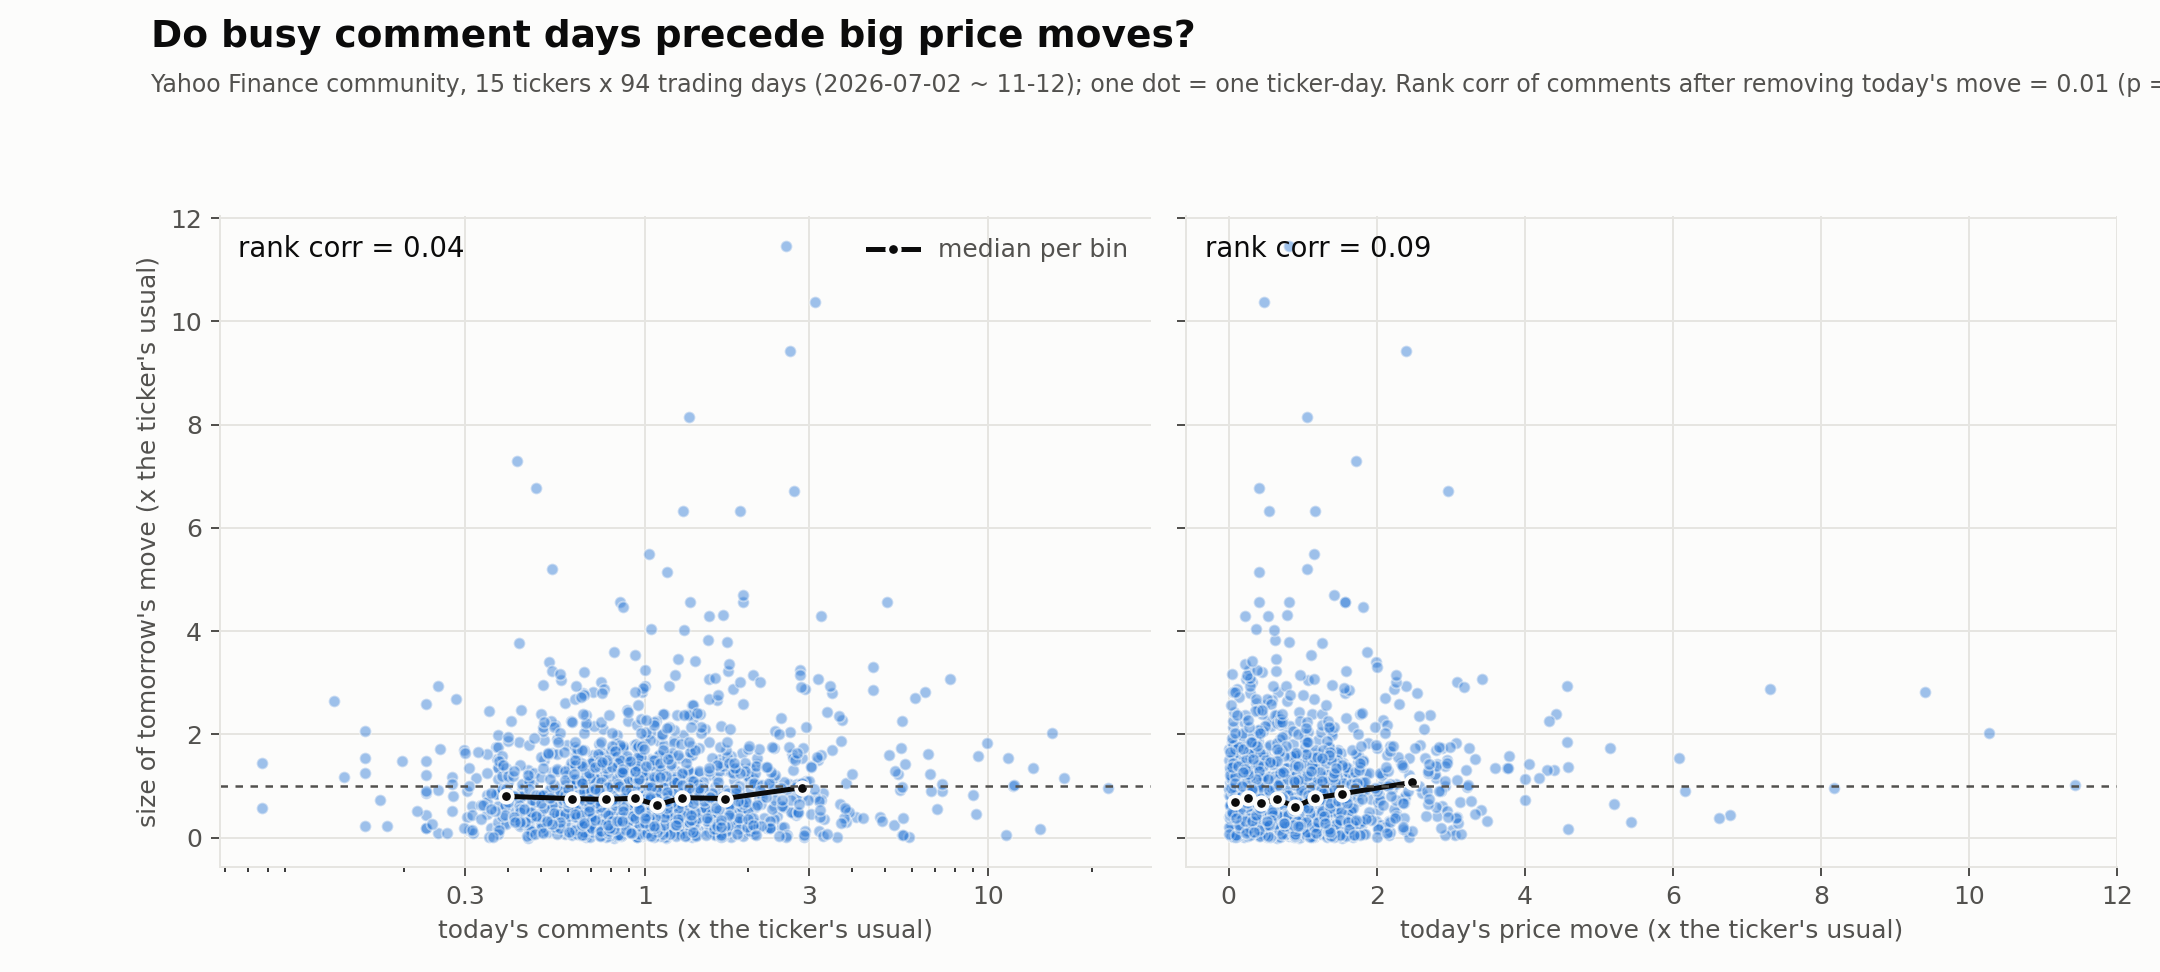 Do busy comment days precede big price moves?
Yahoo Finance community, 15 tickers x 94 trading days (2026-07-02 ~ 11-12); one dot = one ticker-day. Rank corr of comments after removing today's move = 0.01 (p =
rank corr = 0.04
median per bin
rank corr = 0.09
size of tomorrow's move (x the ticker's usual)
12
10
8
6
4
2
0
0.3 1 3 10
0 2 4 6 8 10 12
today's comments (x the ticker's usual)
today's price move (x the ticker's usual)